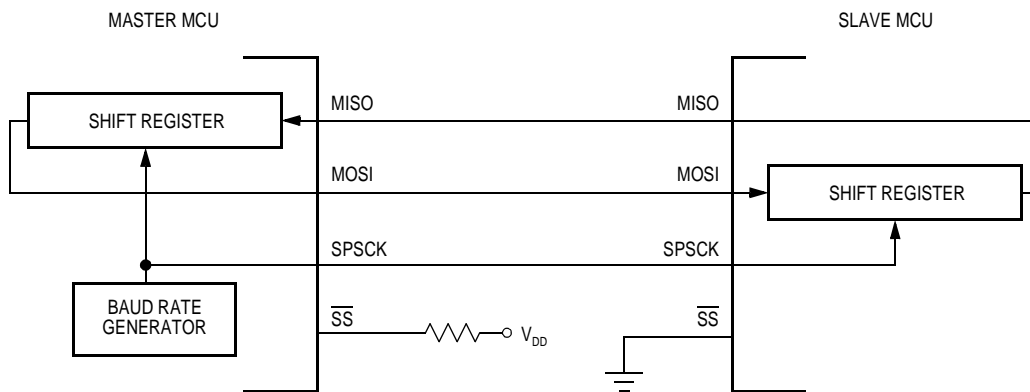 MASTER MCU
SLAVE MCU
SHIFT REGISTER
MISO
MISO
MOSI
MOSI
SHIFT REGISTER
SPSCK
SPSCK
BAUD RATE
GENERATOR
SS
VDD
SS